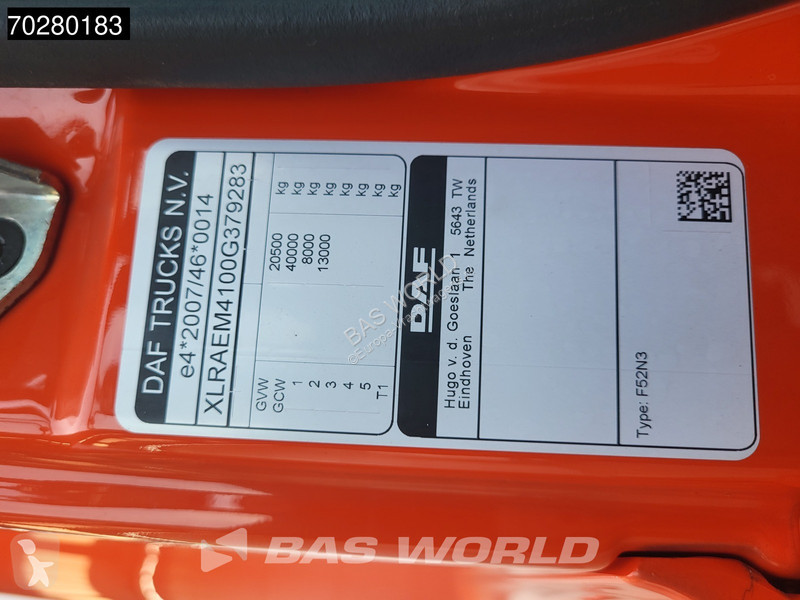 70280183
DAF TRUCKS N.V.
e4*2007/46*0014
XLRAEM4100G379283
GVW 20500 kg
GCW 40000 kg
1 8000 kg
2 13000 kg
3 kg
4 kg
5 kg
T1 kg
DAF
Hugo v. d. Goeslaan 1 5643 TW
Eindhoven The Netherlands
Type: F52N3
BAS WORLD
BAS WORLD